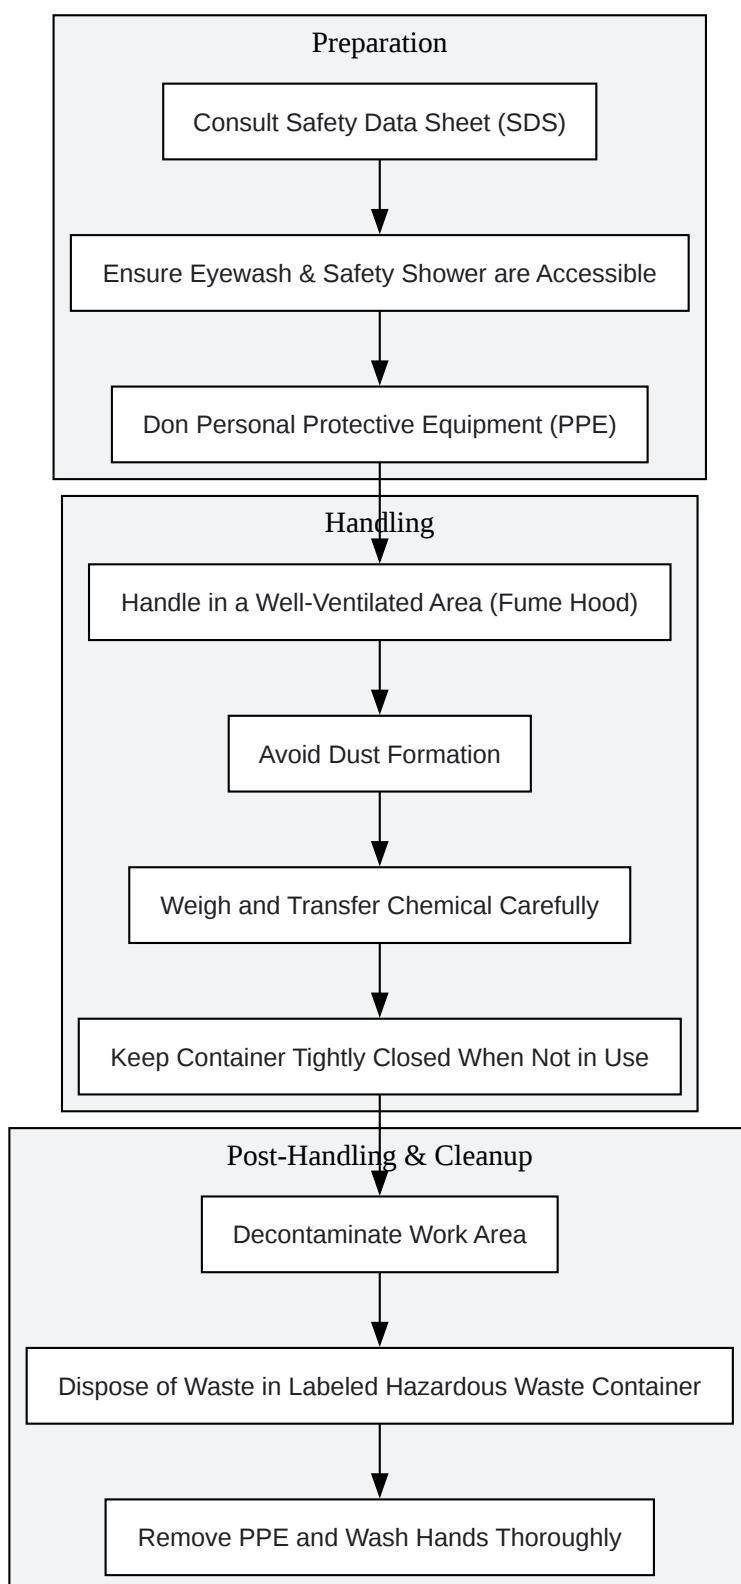 Preparation
Consult Safety Data Sheet (SDS)
Ensure Eyewash & Safety Shower are Accessible
Don Personal Protective Equipment (PPE)
Handling
Handle in a Well-Ventilated Area (Fume Hood)
Avoid Dust Formation
Weigh and Transfer Chemical Carefully
Keep Container Tightly Closed When Not in Use
Post-Handling & Cleanup
Decontaminate Work Area
Dispose of Waste in Labeled Hazardous Waste Container
Remove PPE and Wash Hands Thoroughly